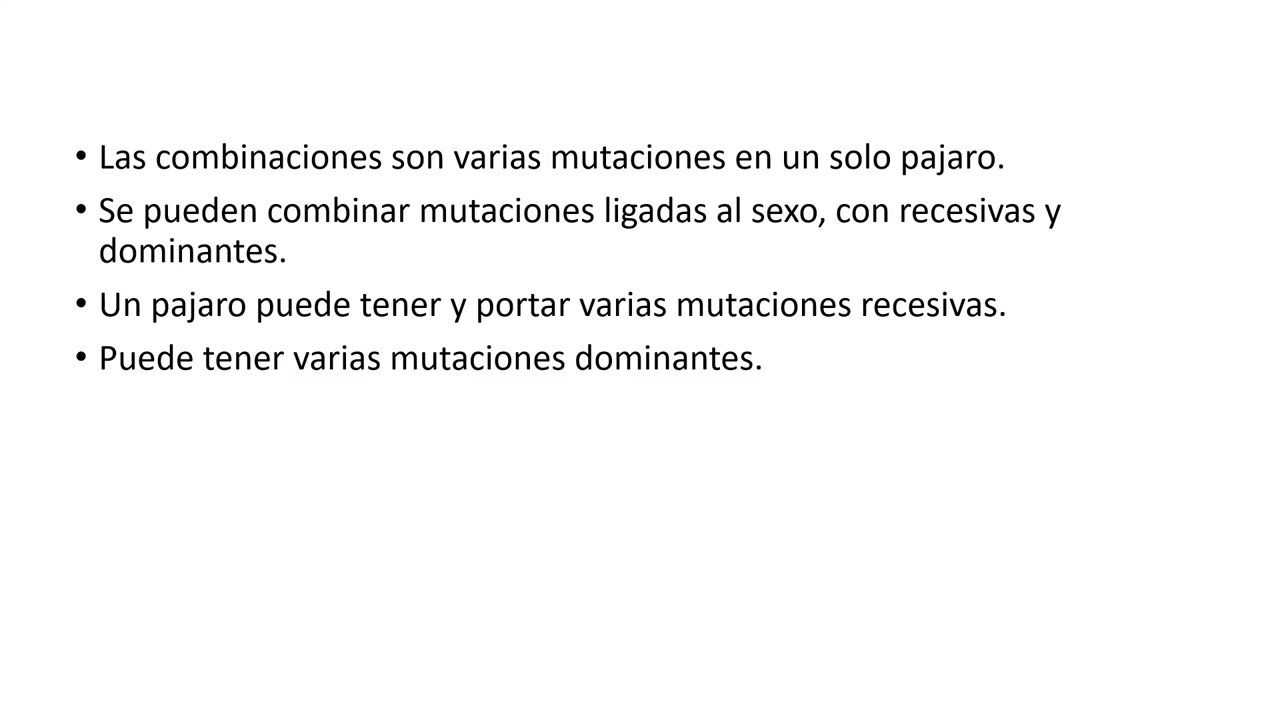 • Las combinaciones son varias mutaciones en un solo pajaro.
• Se pueden combinar mutaciones ligadas al sexo, con recesivas y
dominantes.
• Un pajaro puede tener y portar varias mutaciones recesivas.
• Puede tener varias mutaciones dominantes.